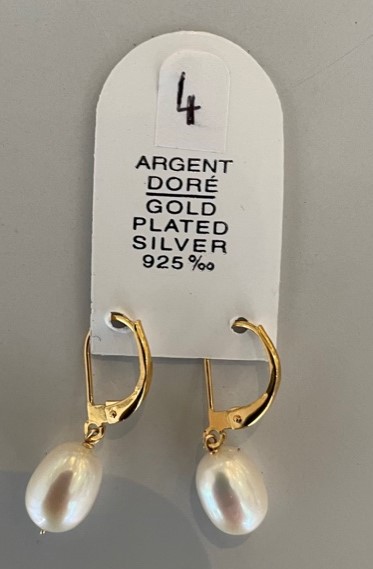 4
ARGENT
DORÉ
GOLD
PLATED
SILVER
925 ‰